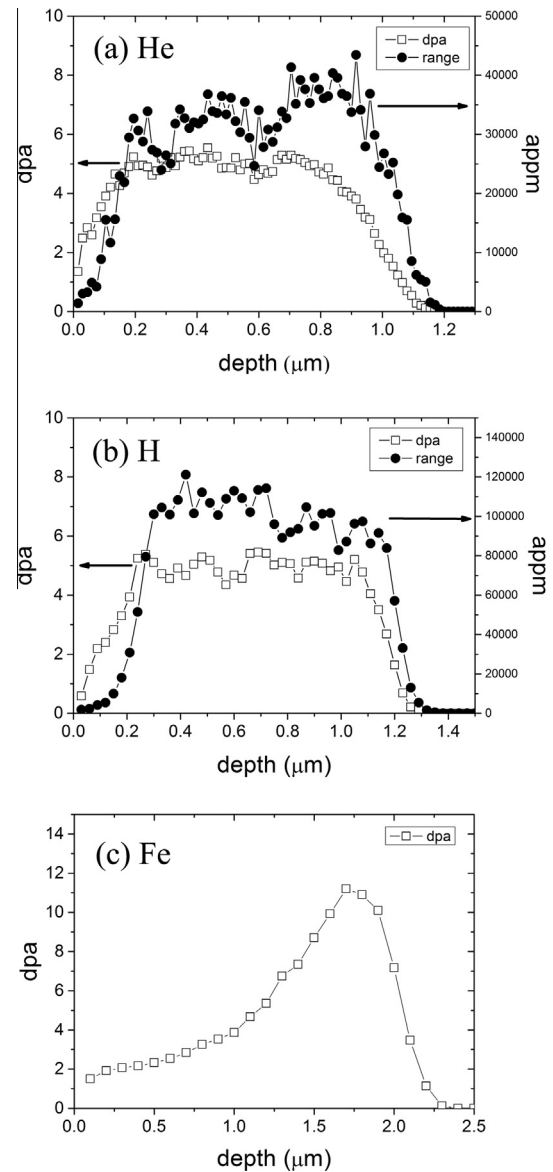 (a) He
dpa
range
10
8
6
4
2
0
dpa
50000
40000
30000
20000
10000
0
appm
0.0 0.2 0.4 0.6 0.8 1.0 1.2
depth (μm)
(b) H
dpa
range
10
8
6
4
2
0
dpa
140000
120000
100000
80000
60000
40000
20000
0
appm
0.0 0.2 0.4 0.6 0.8 1.0 1.2 1.4
depth (μm)
(c) Fe
dpa
14
12
10
8
6
4
2
0
dpa
0.0 0.5 1.0 1.5 2.0 2.5
depth (μm)